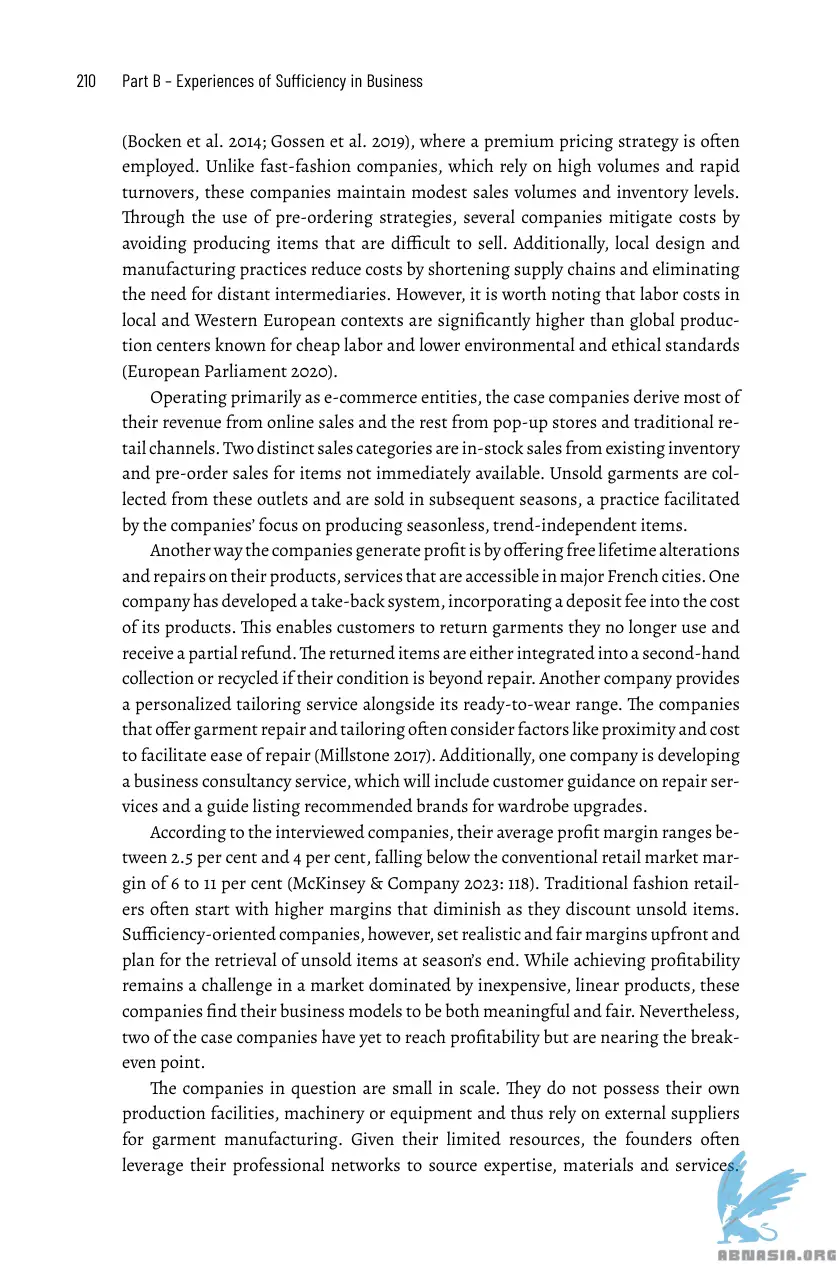 210 Part B – Experiences of Sufficiency in Business
(Bocken et al. 2014; Gossen et al. 2019), where a premium pricing strategy is often
employed. Unlike fast-fashion companies, which rely on high volumes and rapid
turnovers, these companies maintain modest sales volumes and inventory levels.
Through the use of pre-ordering strategies, several companies mitigate costs by
avoiding producing items that are difficult to sell. Additionally, local design and
manufacturing practices reduce costs by shortening supply chains and eliminating
the need for distant intermediaries. However, it is worth noting that labor costs in
local and Western European contexts are significantly higher than global produc-
tion centers known for cheap labor and lower environmental and ethical standards
(European Parliament 2020).
Operating primarily as e-commerce entities, the case companies derive most of
their revenue from online sales and the rest from pop-up stores and traditional re-
tail channels. Two distinct sales categories are in-stock sales from existing inventory
and pre-order sales for items not immediately available. Unsold garments are col-
lected from these outlets and are sold in subsequent seasons, a practice facilitated
by the companies’ focus on producing seasonless, trend-independent items.
Another way the companies generate profit is by offering free lifetime alterations
and repairs on their products, services that are accessible in major French cities. One
company has developed a take-back system, incorporating a deposit fee into the cost
of its products. This enables customers to return garments they no longer use and
receive a partial refund. The returned items are either integrated into a second-hand
collection or recycled if their condition is beyond repair. Another company provides
a personalized tailoring service alongside its ready-to-wear range. The companies
that offer garment repair and tailoring often consider factors like proximity and cost
to facilitate ease of repair (Millstone 2017). Additionally, one company is developing
a business consultancy service, which will include customer guidance on repair ser-
vices and a guide listing recommended brands for wardrobe upgrades.
According to the interviewed companies, their average profit margin ranges be-
tween 2.5 per cent and 4 per cent, falling below the conventional retail market mar-
gin of 6 to 11 per cent (McKinsey & Company 2023: 118). Traditional fashion retail-
ers often start with higher margins that diminish as they discount unsold items.
Sufficiency-oriented companies, however, set realistic and fair margins upfront and
plan for the retrieval of unsold items at season’s end. While achieving profitability
remains a challenge in a market dominated by inexpensive, linear products, these
companies find their business models to be both meaningful and fair. Nevertheless,
two of the case companies have yet to reach profitability but are nearing the break-
even point.
The companies in question are small in scale. They do not possess their own
production facilities, machinery or equipment and thus rely on external suppliers
for garment manufacturing. Given their limited resources, the founders often
leverage their professional networks to source expertise, materials and services.
ABNASIA.ORG